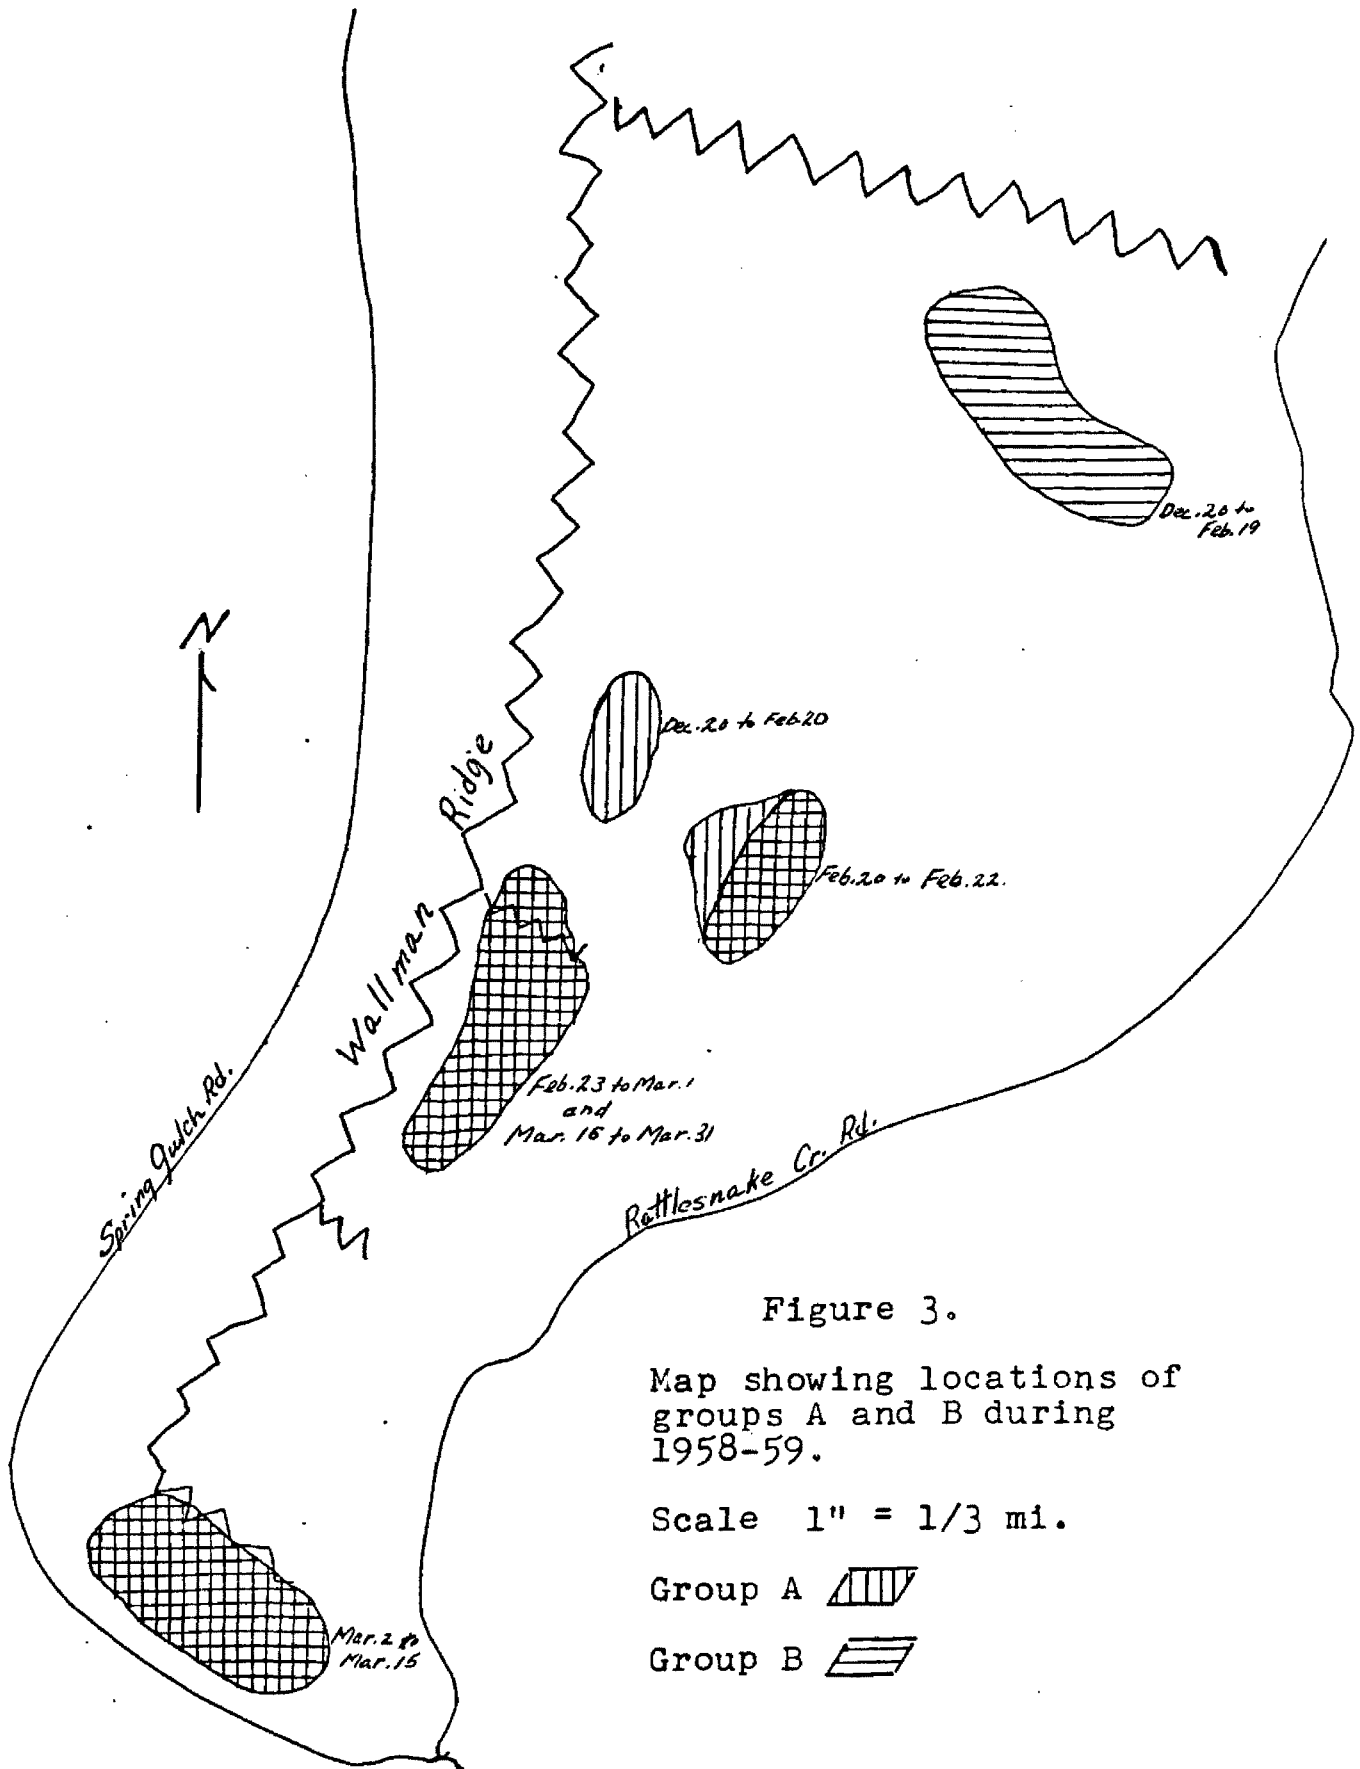 N
Dec. 20 to
Feb. 19
Dec. 20 to Feb. 20
Wallman Ridge
Feb. 20 to Feb. 22.
Feb. 23 to Mar. 1
and
Mar. 16 to Mar. 31
Spring Gulch Rd.
Rattlesnake Cr. Rd.
Mar. 2 to
Mar. 15
Figure 3.
Map showing locations of
groups A and B during
1958-59.
Scale 1" = 1/3 mi.
Group A
Group B